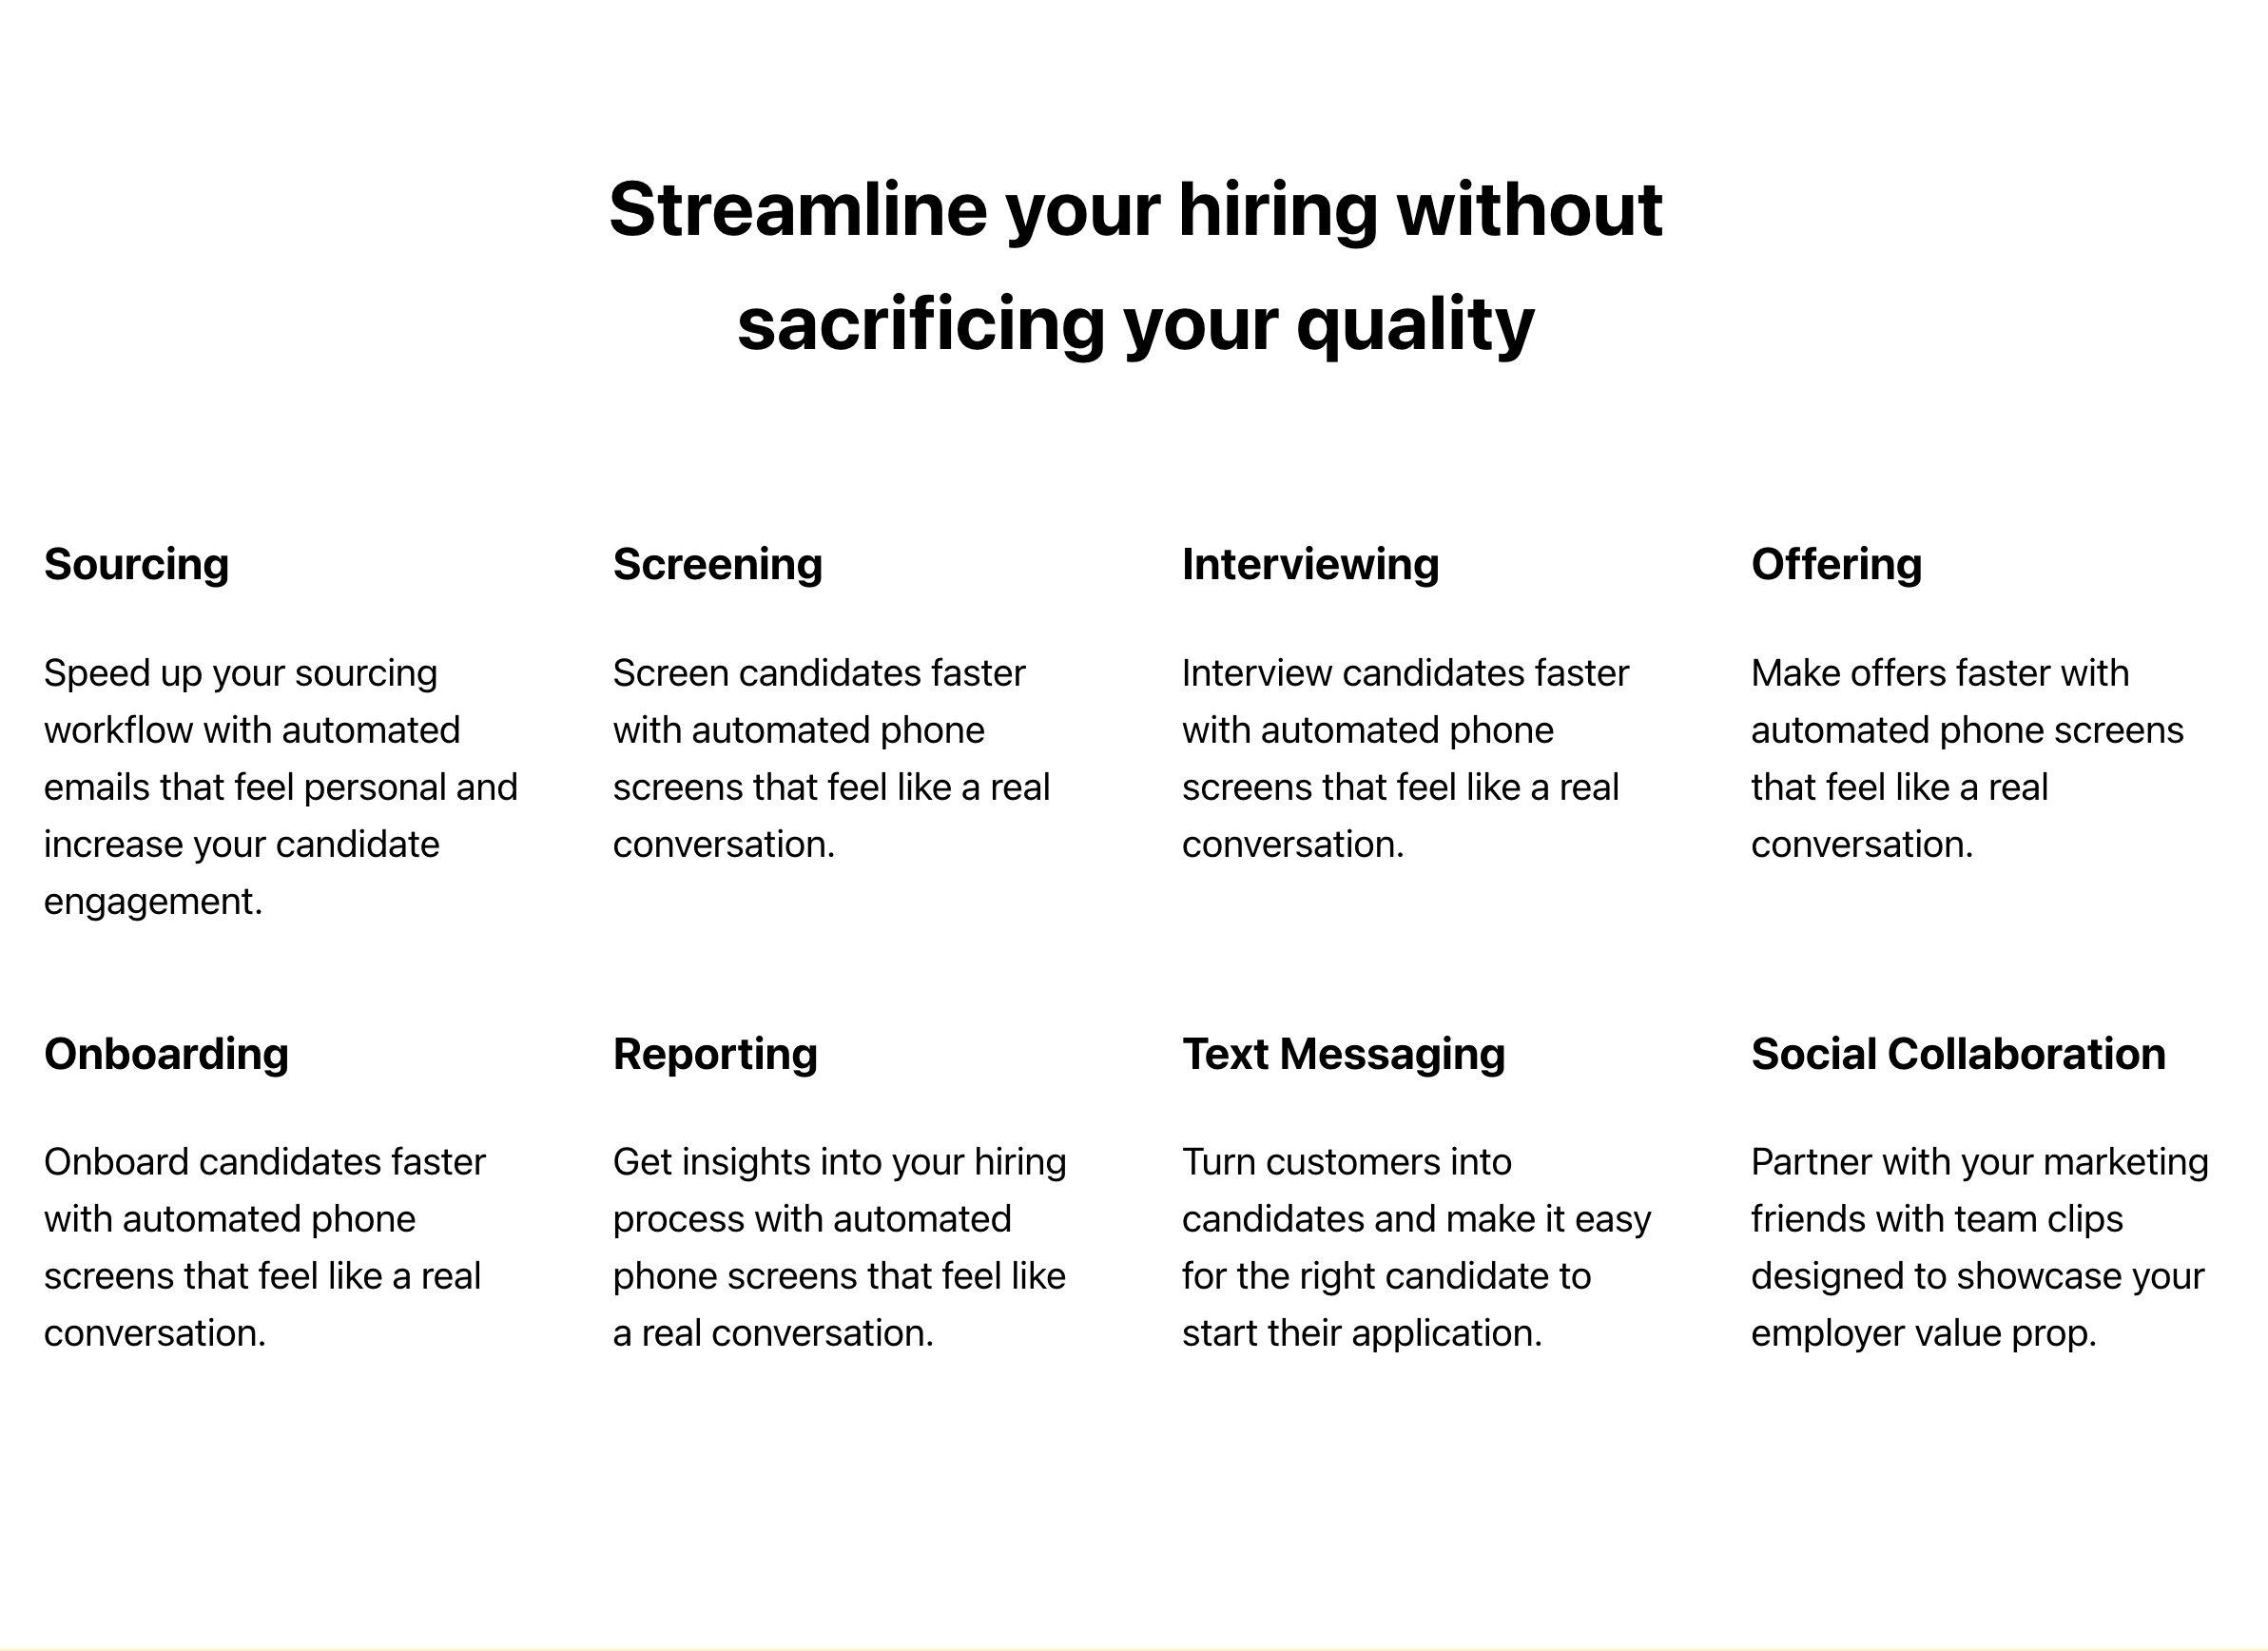 Streamline your hiring without
sacrificing your quality
Sourcing
Speed up your sourcing
workflow with automated
emails that feel personal and
increase your candidate
engagement.
Screening
Screen candidates faster
with automated phone
screens that feel like a real
conversation.
Interviewing
Interview candidates faster
with automated phone
screens that feel like a real
conversation.
Offering
Make offers faster with
automated phone screens
that feel like a real
conversation.
Onboarding
Onboard candidates faster
with automated phone
screens that feel like a real
conversation.
Reporting
Get insights into your hiring
process with automated
phone screens that feel like
a real conversation.
Text Messaging
Turn customers into
candidates and make it easy
for the right candidate to
start their application.
Social Collaboration
Partner with your marketing
friends with team clips
designed to showcase your
employer value prop.